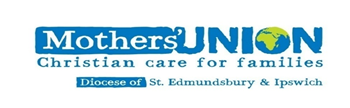 Mothers' UNION
Christian care for families
Diocese of St. Edmundsbury & Ipswich